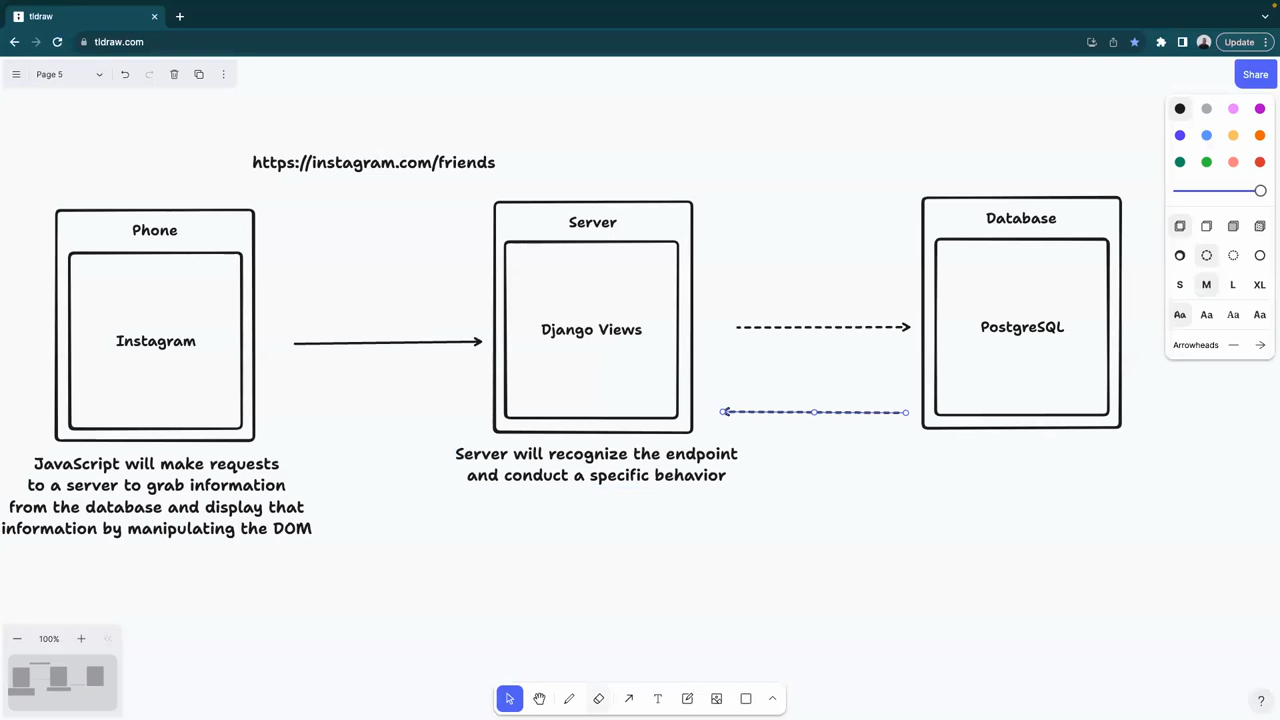 tldraw
tldraw.com
Update
Page 5
Share
https://instagram.com/friends
Phone
Server
Database
Instagram
Django Views
PostgreSQL
JavaScript will make requests
to a server to grab information
from the database and display that
information by manipulating the DOM
Server will recognize the endpoint
and conduct a specific behavior
S M L XL
Aa Aa Aa Aa
Arrowheads
100%
T
?